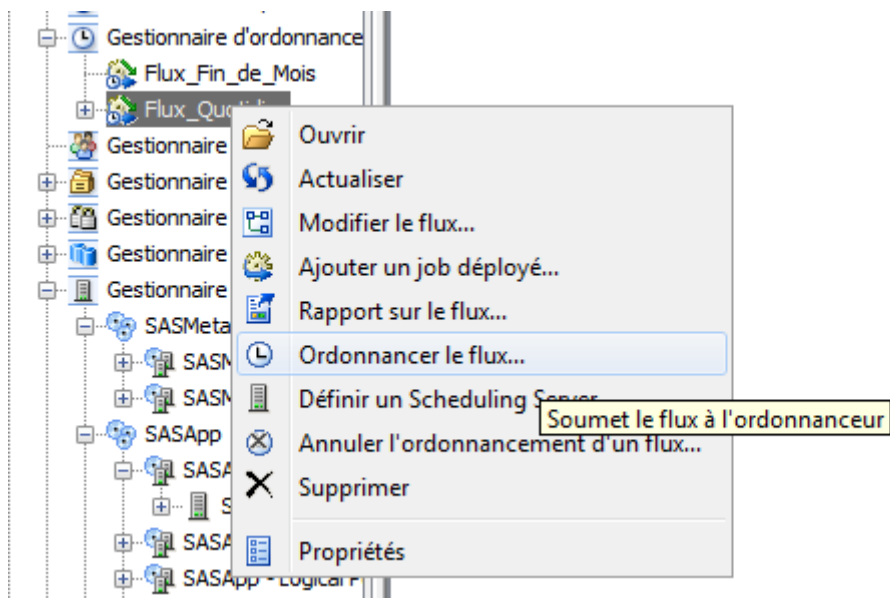 Gestionnaire d'ordonnance
Flux_Fin_de_Mois
Flux_Quotidi
Gestionnaire
Gestionnaire
Gestionnaire
Gestionnaire
Gestionnaire
SASMeta
SASM
SASM
SASApp
SASA
S
SASA
SASApp - Logical
Ouvrir
Actualiser
Modifier le flux...
Ajouter un job déployé...
Rapport sur le flux...
Ordonnancer le flux...
Définir un Scheduling Server
Soumet le flux à l'ordonnanceur
Annuler l'ordonnancement d'un flux...
Supprimer
Propriétés